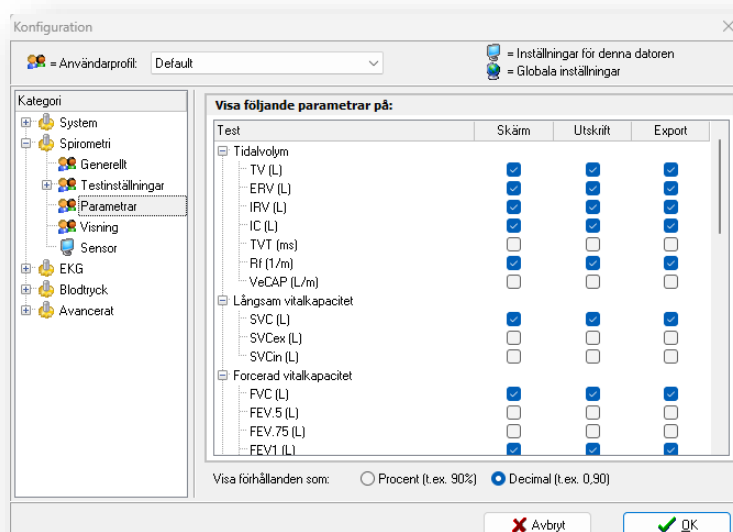 Konfiguration
= Användarprofil: Default
= Inställningar för denna datoren
= Globala inställningar
Kategori
System
Spirometri
Generellt
Testinställningar
Parametrar
Visning
Sensor
EKG
Blodtryck
Avancerat
Visa följande parametrar på:
Test Skärm Utskrift Export
Tidalvolym
TV (L)
ERV (L)
IRV (L)
IC (L)
TVT (ms)
Rf (1/m)
VeCAP (L/m)
Långsam vitalkapacitet
SVC (L)
SVCex (L)
SVCin (L)
Forcerad vitalkapacitet
FVC (L)
FEV.5 (L)
FEV.75 (L)
FEV1 (L)
Visa förhållanden som: Procent (t.ex. 90%) Decimal (t.ex. 0,90)
Avbryt OK